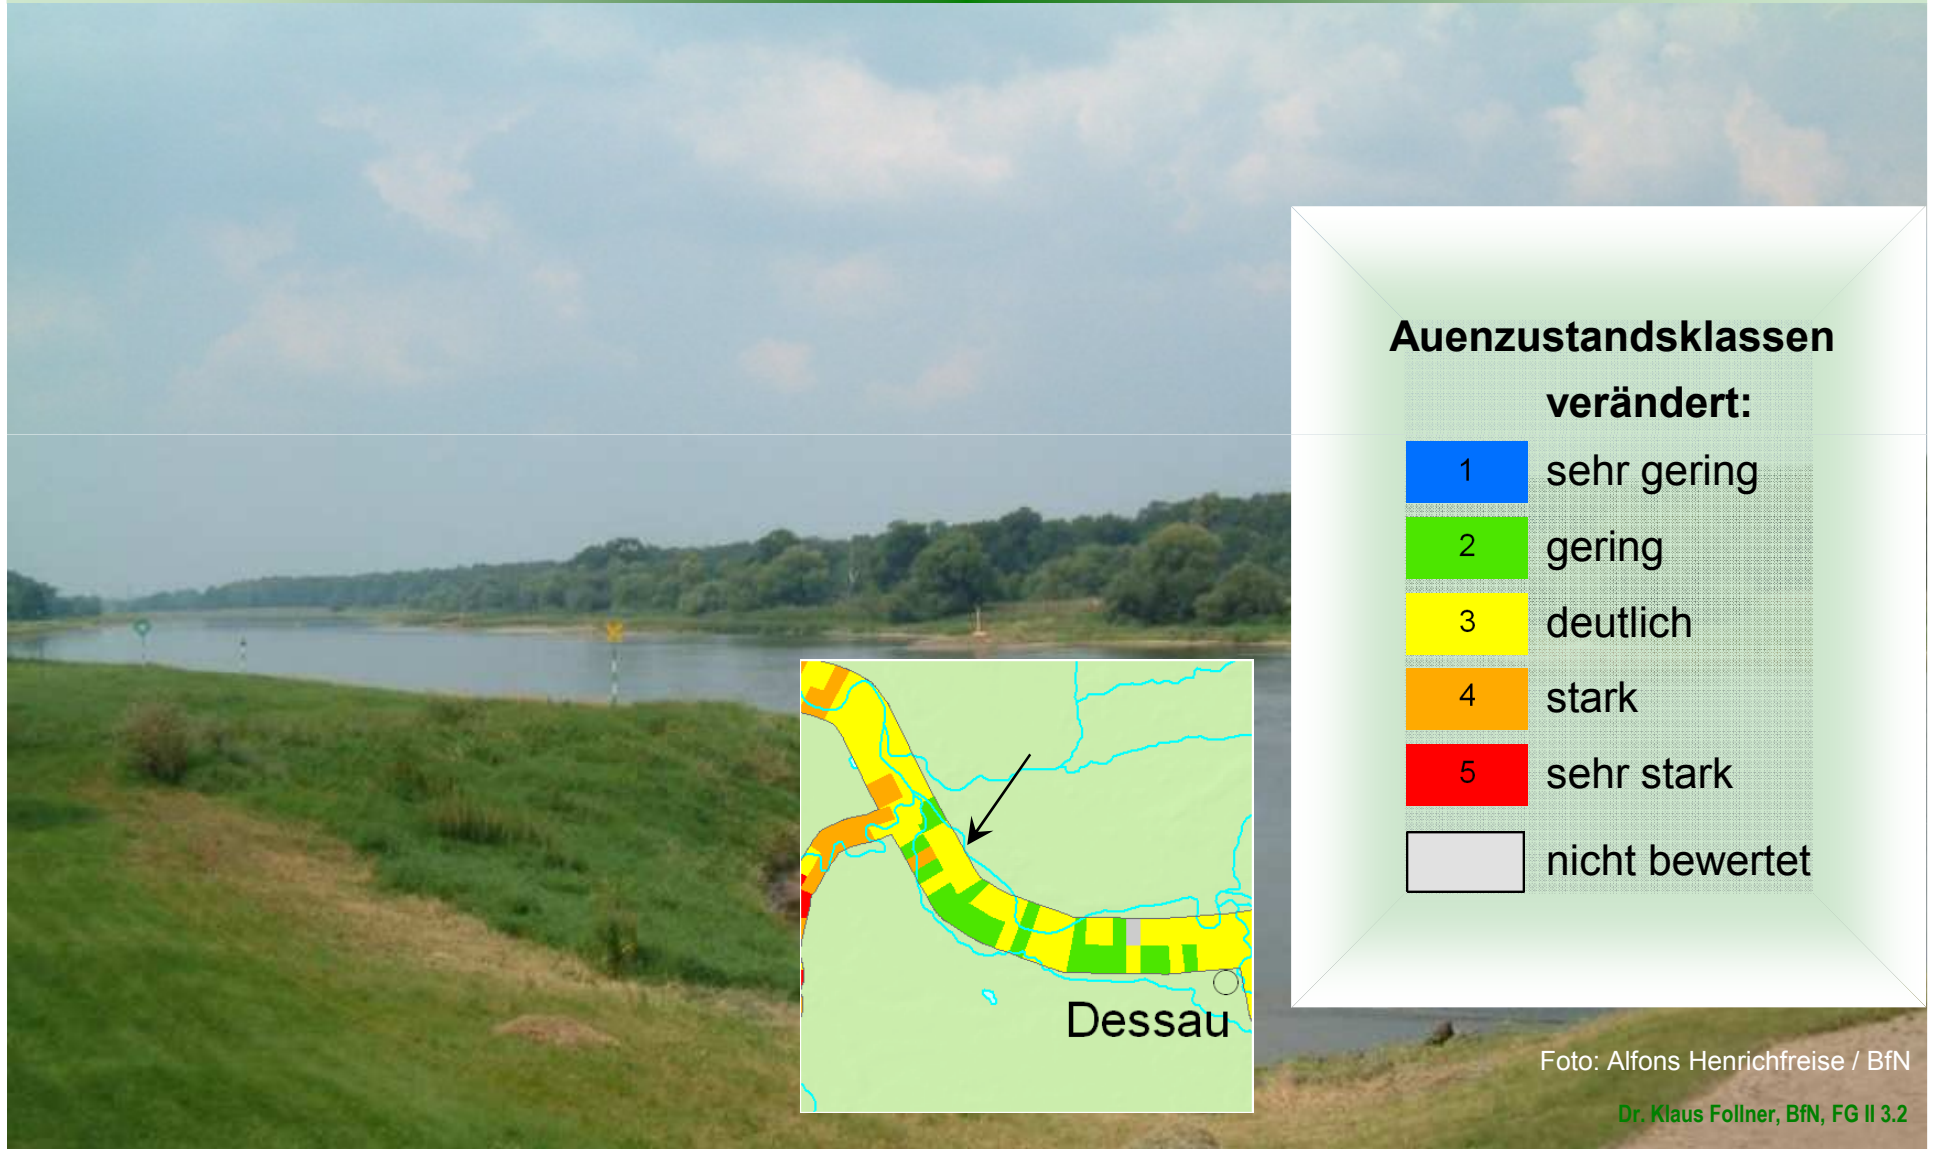 Auenzustandsklassen
verändert:
1 sehr gering
2 gering
3 deutlich
4 stark
5 sehr stark
nicht bewertet
Dessau
Foto: Alfons Henrichfreise / BfN
Dr. Klaus Follner, BfN, FG II 3.2